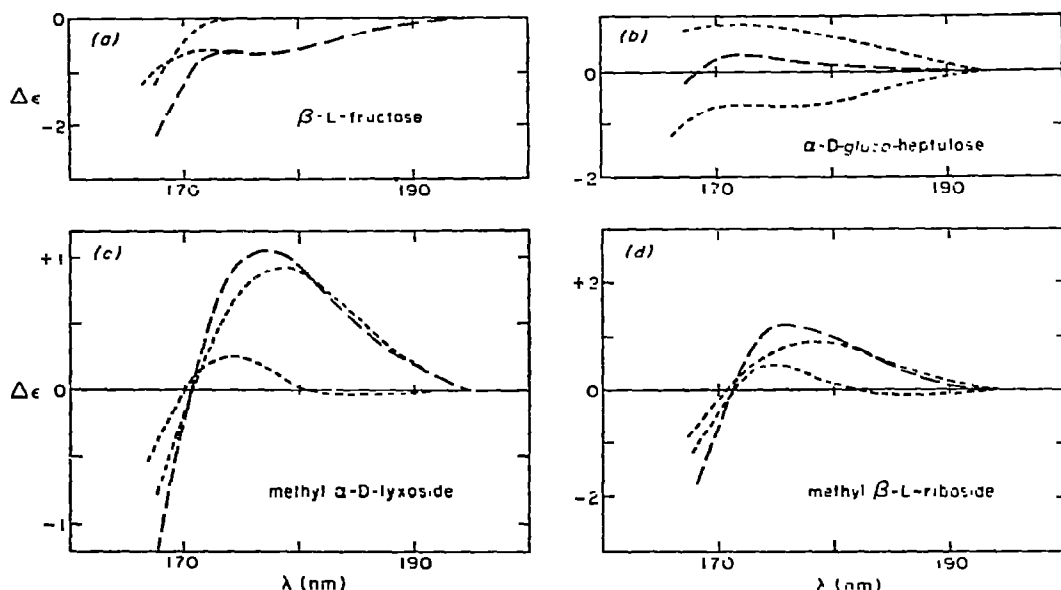 (a)
0
Δε
-2
β-L-fructose
170
190
(b)
0
-2
α-D-gluco-heptulose
170
190
(c)
+1
Δε 0
-1
methyl α-D-lyxoside
170
190
λ (nm)
(d)
+2
0
-2
methyl β-L-riboside
170
190
λ (nm)